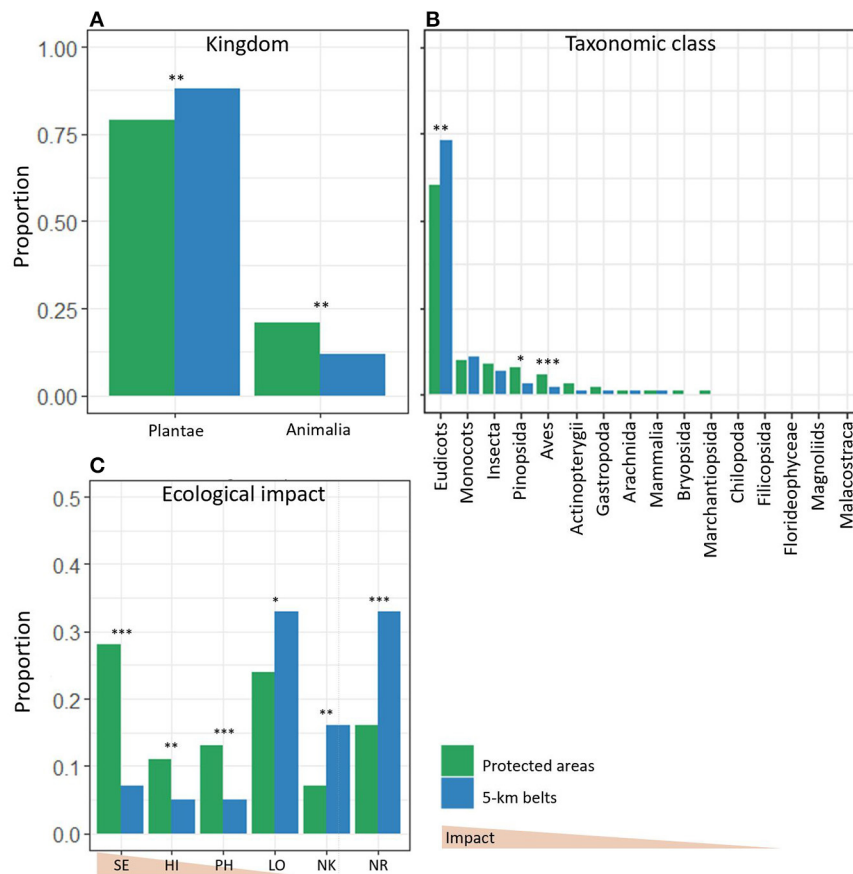 A
Kingdom
1.00
0.75
0.50
0.25
0.00
Proportion
**
**
Plantae
Animalia
B
Taxonomic class
**
*
***
Eudicots
Monocots
Insecta
Pinopsida
Aves
Actinopterygii
Gastropoda
Arachnida
Mammalia
Bryopsida
Marchantiopsida
Chilopoda
Filicopsida
Florideophyceae
Magnoliids
Malacostraca
C
Ecological impact
0.5
0.4
0.3
0.2
0.1
0.0
Proportion
***
**
***
*
**
***
SE
HI
PH
LO
NK
NR
Protected areas
5-km belts
Impact